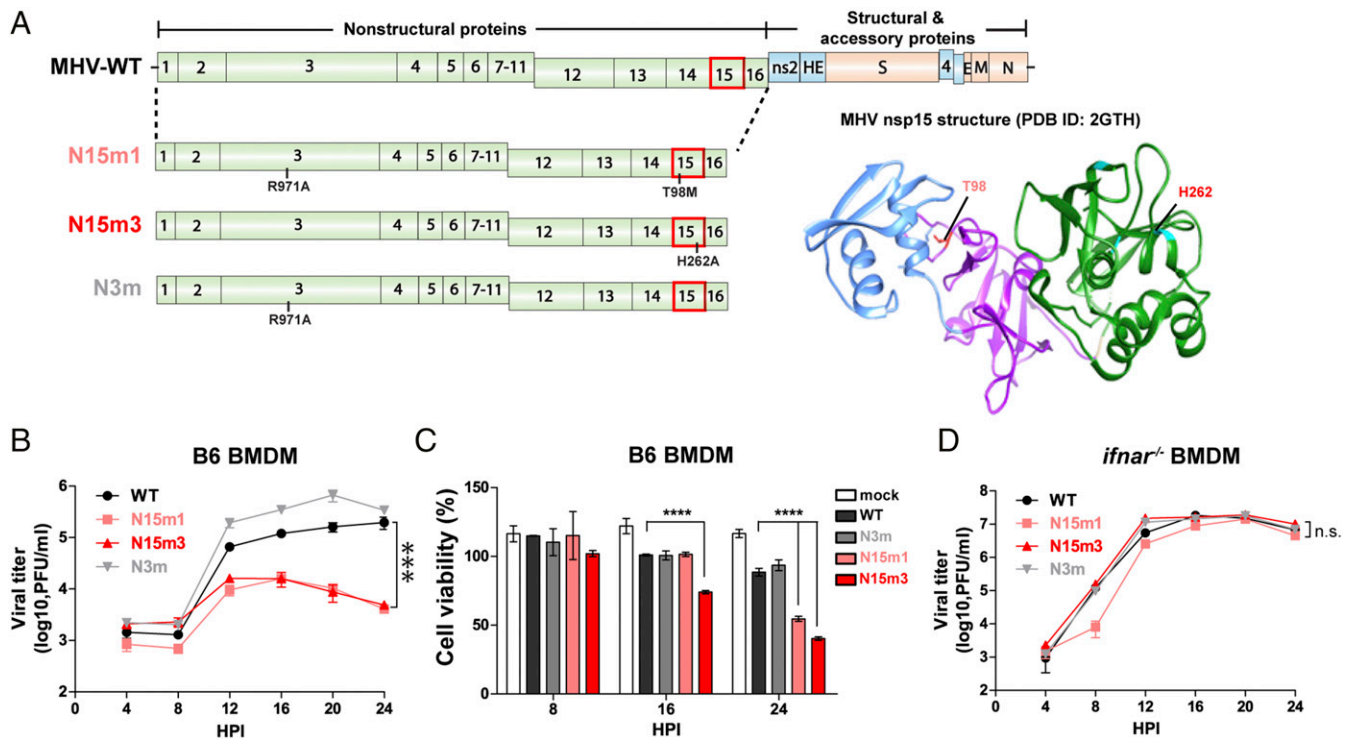 A
Nonstructural proteins
Structural &
accessory proteins
MHV-WT
1 2 3 4 5 6 7-11 12 13 14 15 16 ns2 HE S 4 E M N
MHV nsp15 structure (PDB ID: 2GTH)
N15m1
1 2 3 4 5 6 7-11 12 13 14 15 16
R971A T98M
T98
H262
N15m3
1 2 3 4 5 6 7-11 12 13 14 15 16
H262A
N3m
1 2 3 4 5 6 7-11 12 13 14 15 16
R971A
B
B6 BMDM
Viral titer
(log10,PFU/ml)
6
5
4
3
2
WT
N15m1
N15m3
N3m
***
0 4 8 12 16 20 24
HPI
C
B6 BMDM
Cell viability (%)
150
100
50
0
**** ****
mock
WT
N3m
N15m1
N15m3
8 16 24
HPI
D
ifnar-/- BMDM
Viral titer
(log10,PFU/ml)
8
7
6
5
4
3
2
WT
N15m1
N15m3
N3m
n.s.
0 4 8 12 16 20 24
HPI